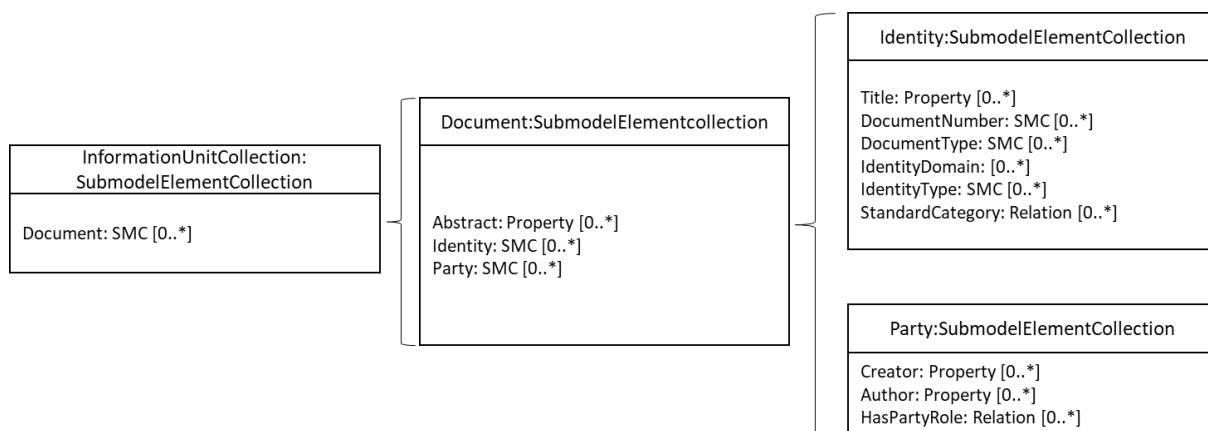 InformationUnitCollection:
SubmodelElementCollection
Document: SMC [0..*]
Document:SubmodelElementcollection
Abstract: Property [0..*]
Identity: SMC [0..*]
Party: SMC [0..*]
Identity:SubmodelElementCollection
Title: Property [0..*]
DocumentNumber: SMC [0..*]
DocumentType: SMC [0..*]
IdentityDomain: [0..*]
IdentityType: SMC [0..*]
StandardCategory: Relation [0..*]
Party:SubmodelElementCollection
Creator: Property [0..*]
Author: Property [0..*]
HasPartyRole: Relation [0..*]